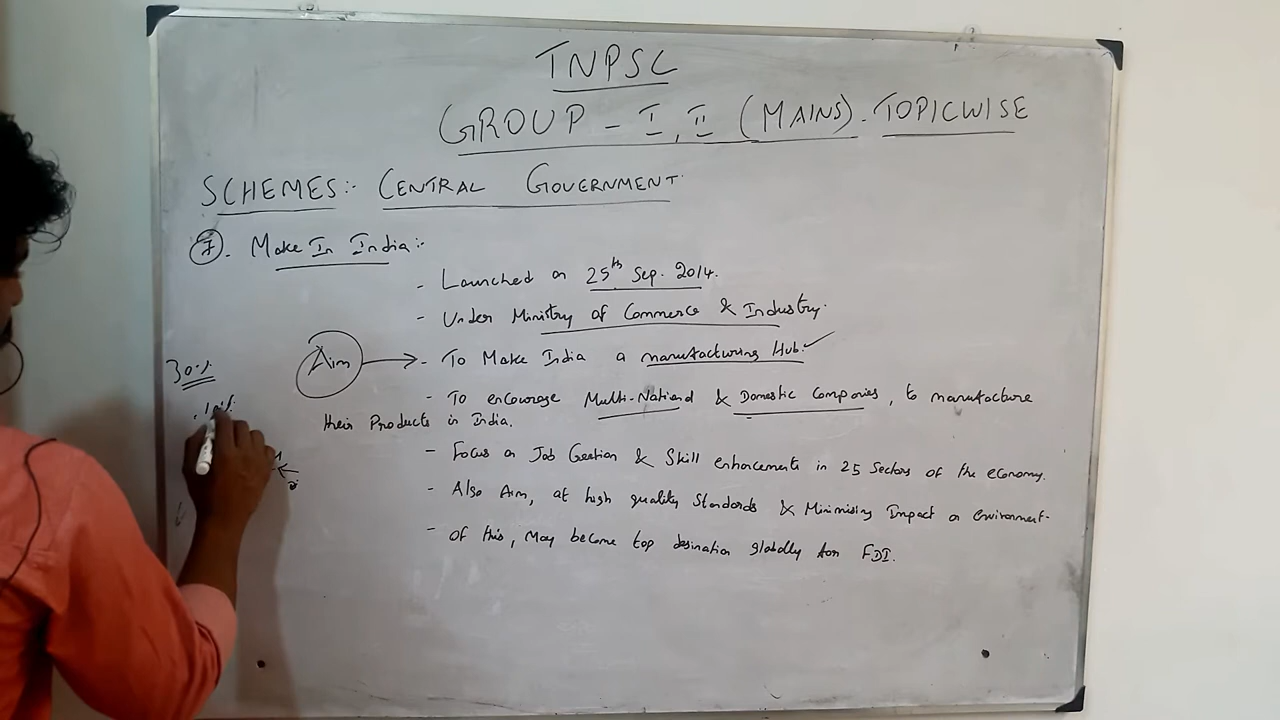 TNPSC
GROUP - I, II (MAINS). TOPICWISE
SCHEMES:- CENTRAL GOVERNMENT.
7. Make In India:-
- Launched on 25th Sep. 2014.
- Under Ministry of Commerce & Industry.
Aim → - To Make India a manufacturing Hub. ✓
30%
- To encourage Multi-National & Domestic Companies, to manufacture
their Products in India.
- Focus on Job & Skill enhancements in 25 Sectors of the economy.
- Also Aim, at high quality Standards & Minimising Impact on environment.
- of this, May become top desination globally for FDI.